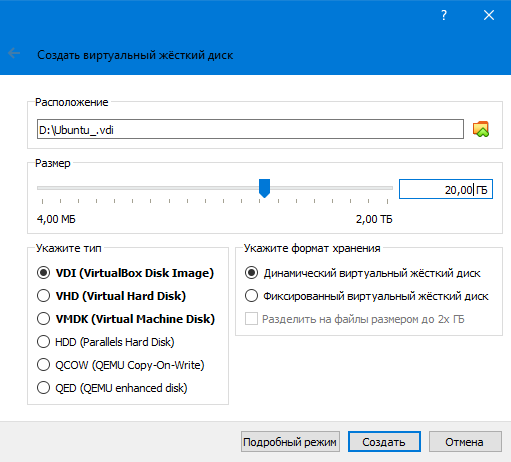 ?
Создать виртуальный жёсткий диск
Расположение
D:\Ubuntu_.vdi
Размер
20,00 ГБ
4,00 МБ 2,00 ТБ
Укажите тип
VDI (VirtualBox Disk Image)
VHD (Virtual Hard Disk)
VMDK (Virtual Machine Disk)
HDD (Parallels Hard Disk)
QCOW (QEMU Copy-On-Write)
QED (QEMU enhanced disk)
Укажите формат хранения
Динамический виртуальный жёсткий диск
Фиксированный виртуальный жёсткий диск
Разделить на файлы размером до 2х ГБ
Подробный режим Создать Отмена